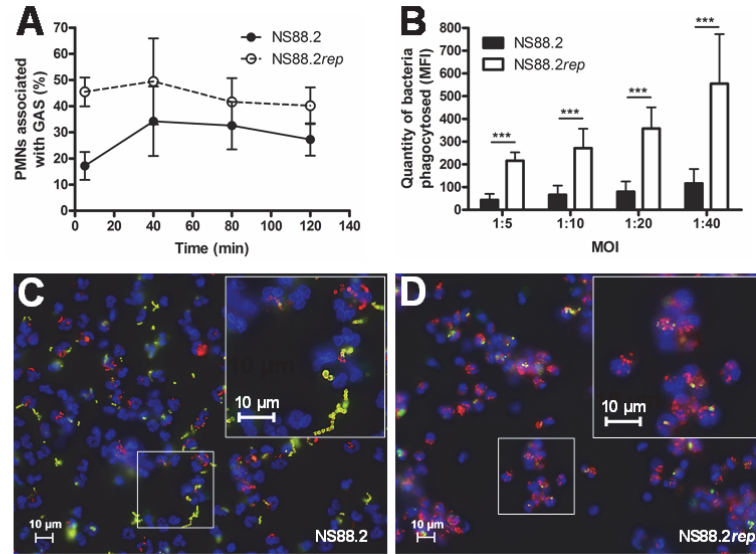 A
70
60
50
40
30
20
10
0
PMNs associated
with GAS (%)
NS88.2
NS88.2rep
0 20 40 60 80 100 120 140
Time (min)
B
800
700
600
500
400
300
200
100
0
Quantity of bacteria
phagocytosed (MFI)
NS88.2
NS88.2rep
*** *** *** ***
1:5 1:10 1:20 1:40
MOI
C
10 µm
10 µm
NS88.2
D
10 µm
10 µm
NS88.2rep